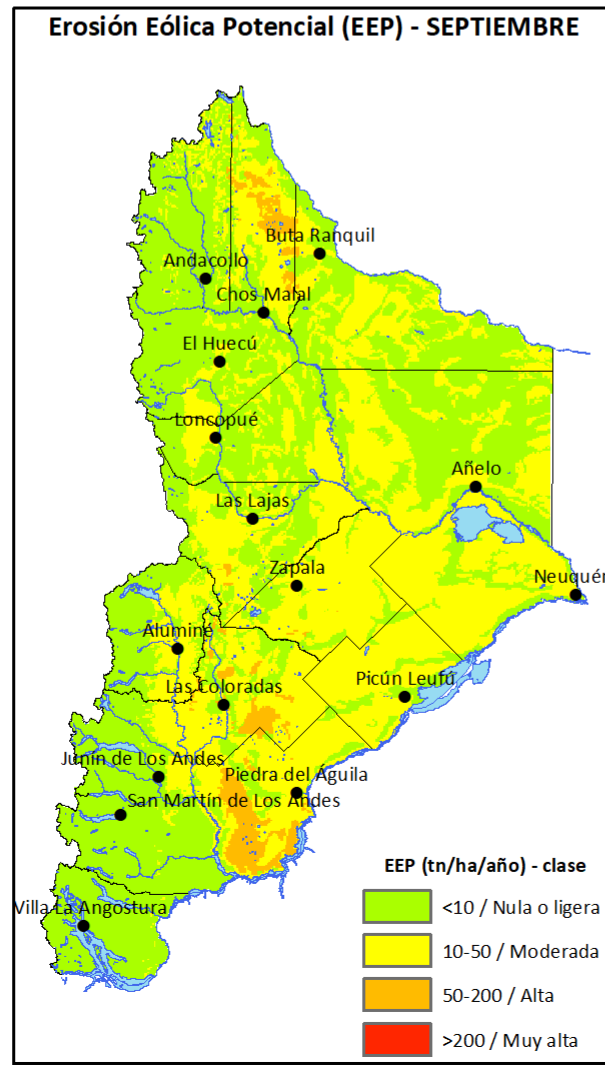 Erosión Eólica Potencial (EEP) - SEPTIEMBRE
Buta Ranquil
Andacollo
Chos Malal
El Huecú
Loncopué
Añelo
Las Lajas
Zapala
Neuquén
Aluminé
Picún Leufú
Las Coloradas
Junín de Los Andes
Piedra del Águila
San Martín de Los Andes
Villa La Angostura
EEP (tn/ha/año) - clase
<10 / Nula o ligera
10-50 / Moderada
50-200 / Alta
>200 / Muy alta